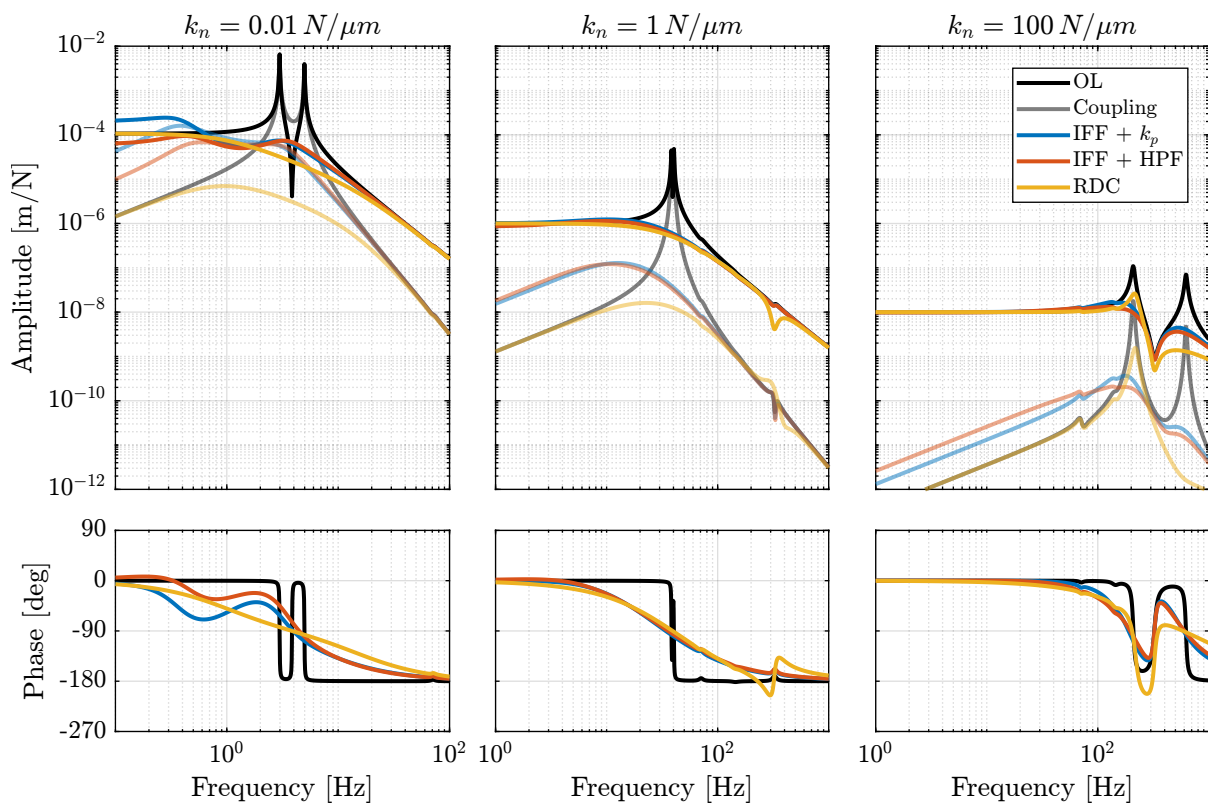 k_n = 0.01 N/μm
k_n = 1 N/μm
k_n = 100 N/μm
Amplitude [m/N]
10^-2
10^-4
10^-6
10^-8
10^-10
10^-12
OL
Coupling
IFF + k_p
IFF + HPF
RDC
Phase [deg]
90
0
-90
-180
-270
10^0 10^2
10^0 10^2
10^0 10^2
Frequency [Hz]
Frequency [Hz]
Frequency [Hz]